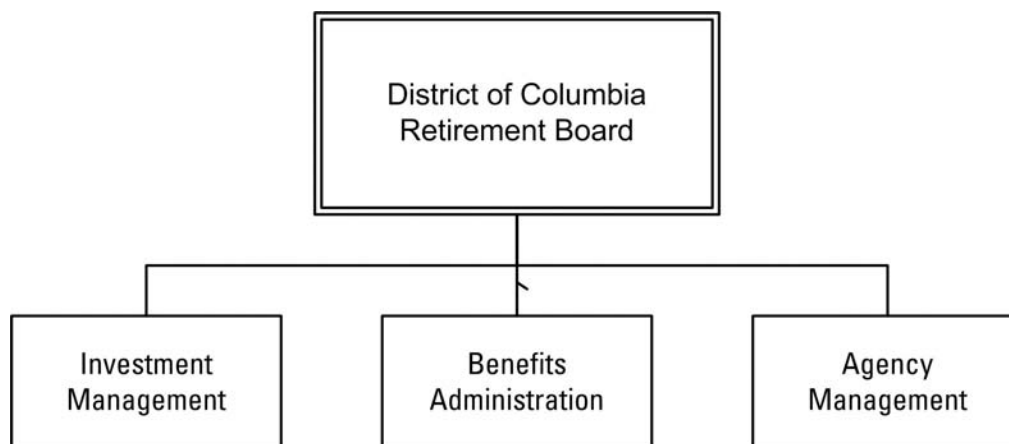 District of Columbia
Retirement Board
Investment
Management
Benefits
Administration
Agency
Management